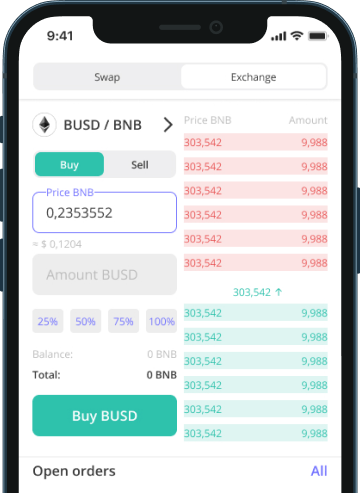 9:41
Swap
Exchange
BUSD / BNB
Buy
Sell
Price BNB
0,2353552
≈ $ 0,1204
Amount BUSD
25%
50%
75%
100%
Balance:
0 BNB
Total:
0 BNB
Buy BUSD
Price BNB
Amount
303,542
9,988
303,542
9,988
303,542
9,988
303,542
9,988
303,542
9,988
303,542
9,988
303,542 ↑
303,542
9,988
303,542
9,988
303,542
9,988
303,542
9,988
303,542
9,988
303,542
9,988
Open orders
All